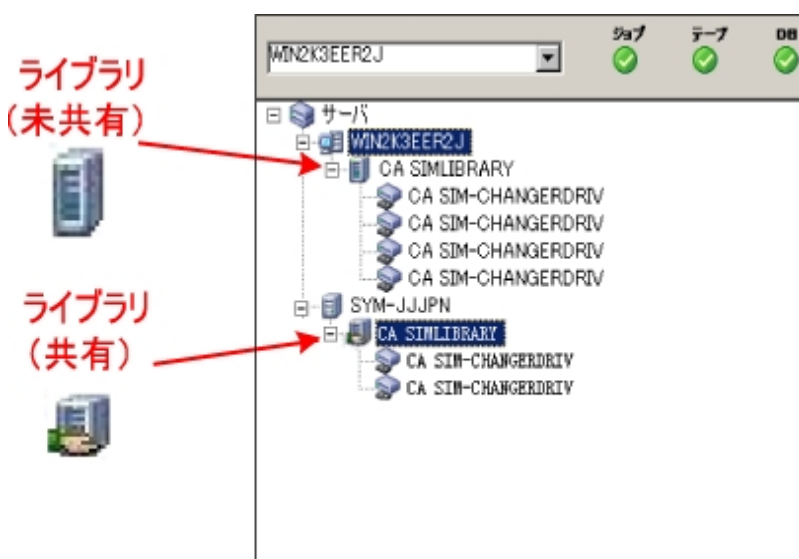 ライブラリ
(未共有)
ライブラリ
(共有)
WIN2K3EER2J
ジョブ
テープ
DB
サーバ
WIN2K3EER2J
CA SIMLIBRARY
CA SIM-CHANGERDRIV
CA SIM-CHANGERDRIV
CA SIM-CHANGERDRIV
CA SIM-CHANGERDRIV
SYM-JJJPN
CA SIMLIBRARY
CA SIM-CHANGERDRIV
CA SIM-CHANGERDRIV